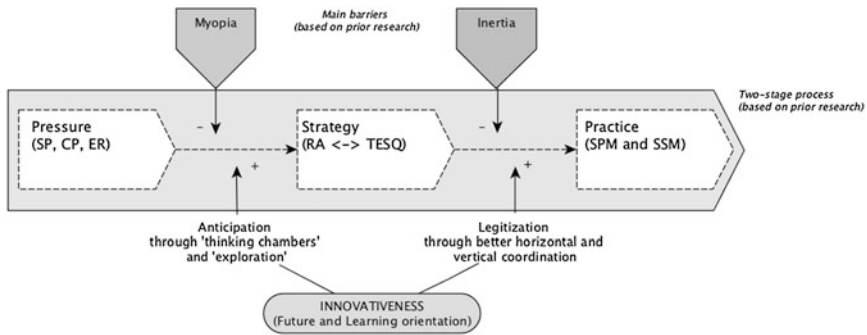 Myopia
Main barriers
(based on prior research)
Inertia
Two-stage process
(based on prior research)
Pressure
(SP, CP, ER)
Strategy
(RA <-> TESQ)
Practice
(SPM and SSM)
–
–
+
+
Anticipation
through 'thinking chambers'
and 'exploration'
Legitization
through better horizontal and
vertical coordination
INNOVATIVENESS
(Future and Learning orientation)